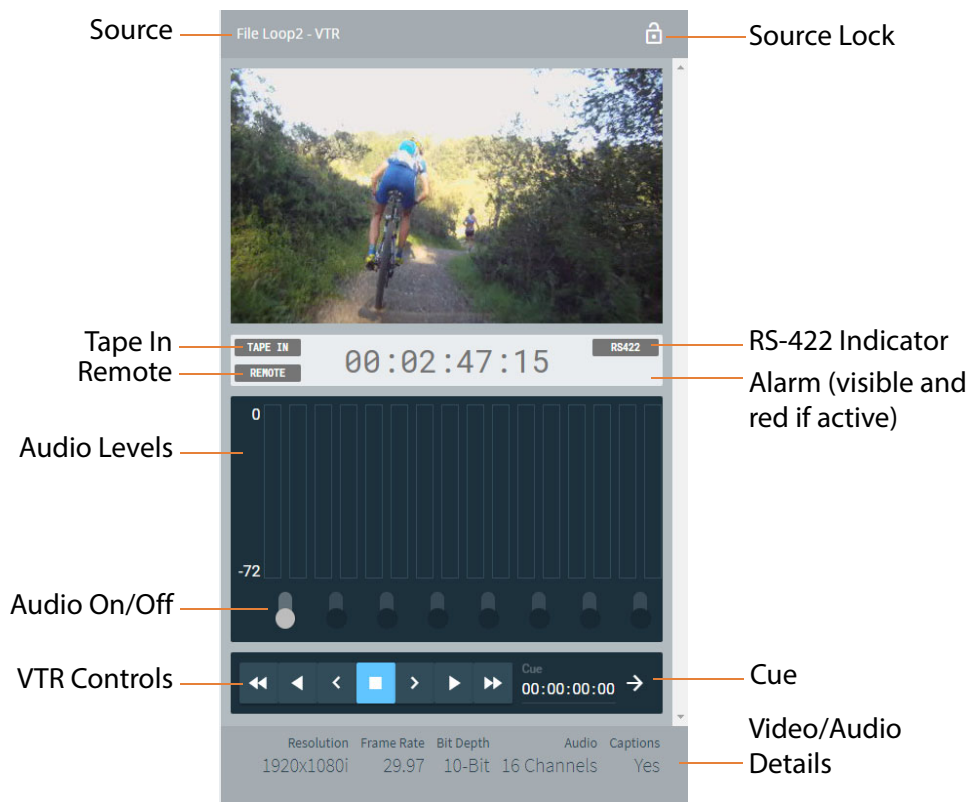 Source
File Loop2 - VTR
Source Lock
Tape In
Remote
TAPE IN
REMOTE
00:02:47:15
RS422
RS-422 Indicator
Alarm (visible and
red if active)
Audio Levels
0
-72
Audio On/Off
VTR Controls
Cue
00:00:00:00
Cue
Resolution Frame Rate Bit Depth Audio Captions
1920x1080i 29.97 10-Bit 16 Channels Yes
Video/Audio
Details